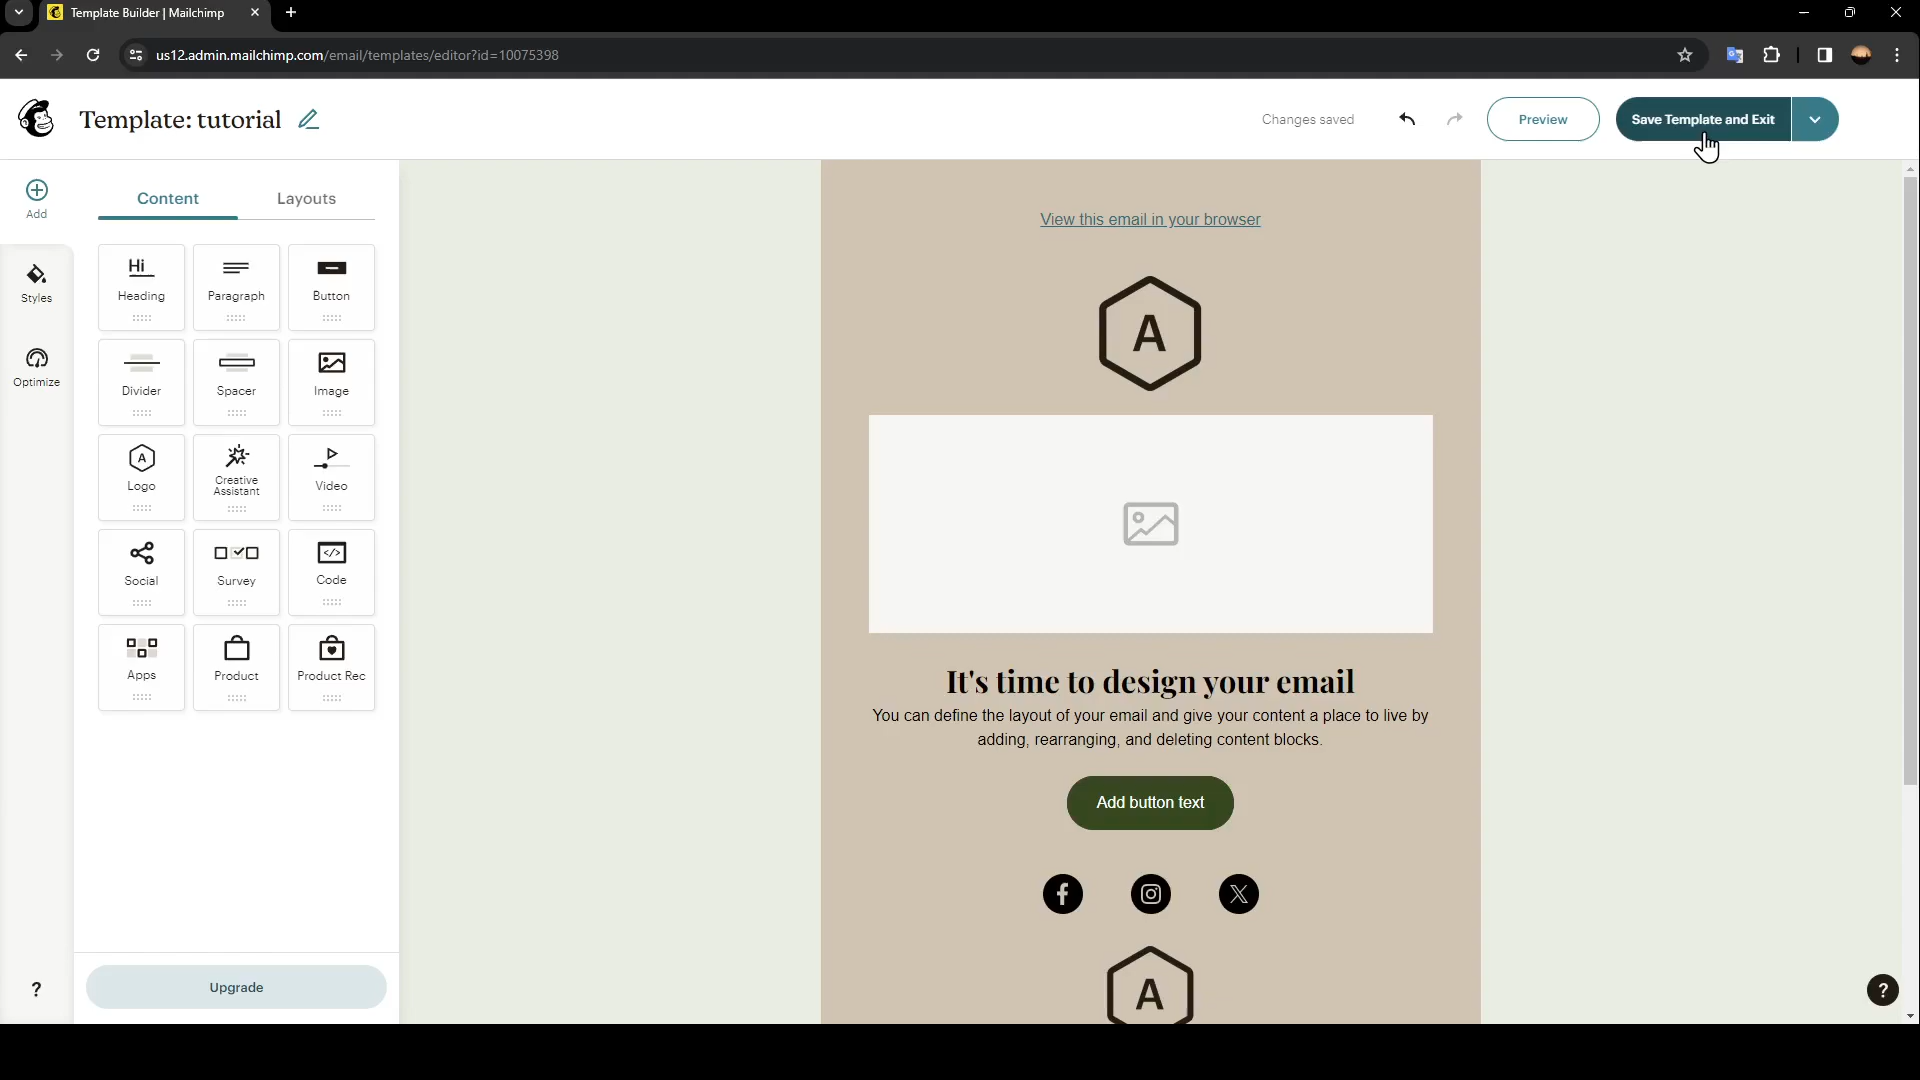 Template Builder | Mailchimp
us12.admin.mailchimp.com/email/templates/editor?id=10075398
Template: tutorial
Changes saved
Preview
Save Template and Exit
Add
Content
Layouts
Styles
Optimize
Hi
Heading
Paragraph
Button
Divider
Spacer
Image
A
Logo
Creative
Assistant
Video
Social
Survey
</>
Code
Apps
Product
Product Rec
Upgrade
?
View this email in your browser
A
It's time to design your email
You can define the layout of your email and give your content a place to live by
adding, rearranging, and deleting content blocks.
Add button text
A
?